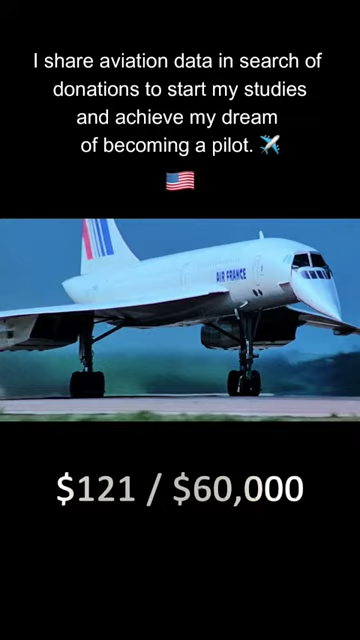 I share aviation data in search of
donations to start my studies
and achieve my dream
of becoming a pilot. ✈️
🇺🇸
AIR FRANCE
$121 / $60,000